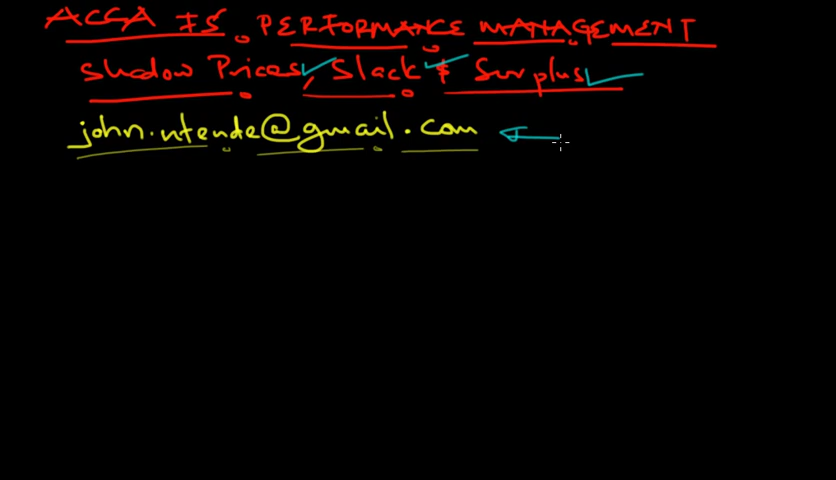 ACCA F5 PERFORMANCE MANAGEMENT
Shadow Prices, Slack & Surplus
john.ntende@gmail.com